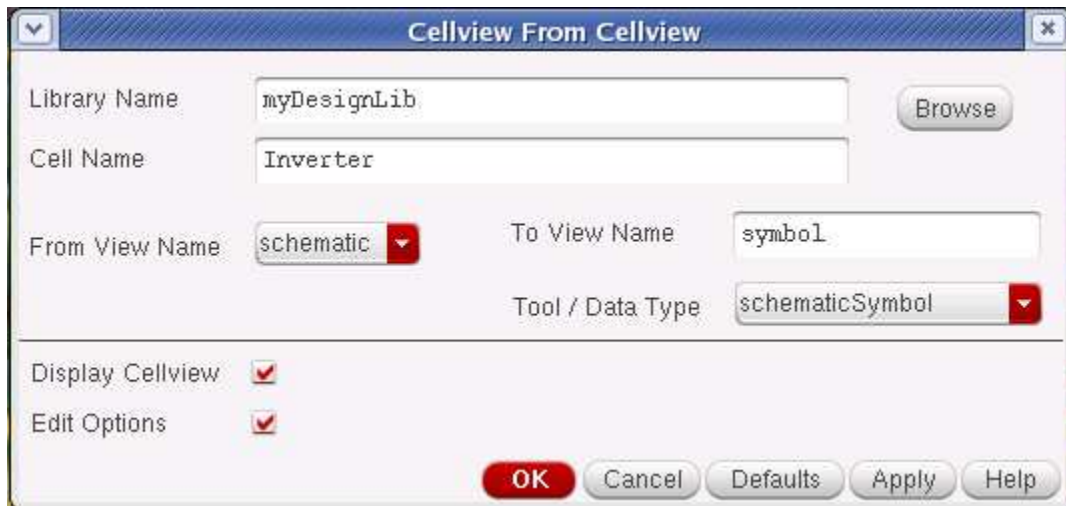 Cellview From Cellview
Library Name myDesignLib Browse
Cell Name Inverter
From View Name schematic To View Name symbol
Tool / Data Type schematicSymbol
Display Cellview
Edit Options
OK Cancel Defaults Apply Help